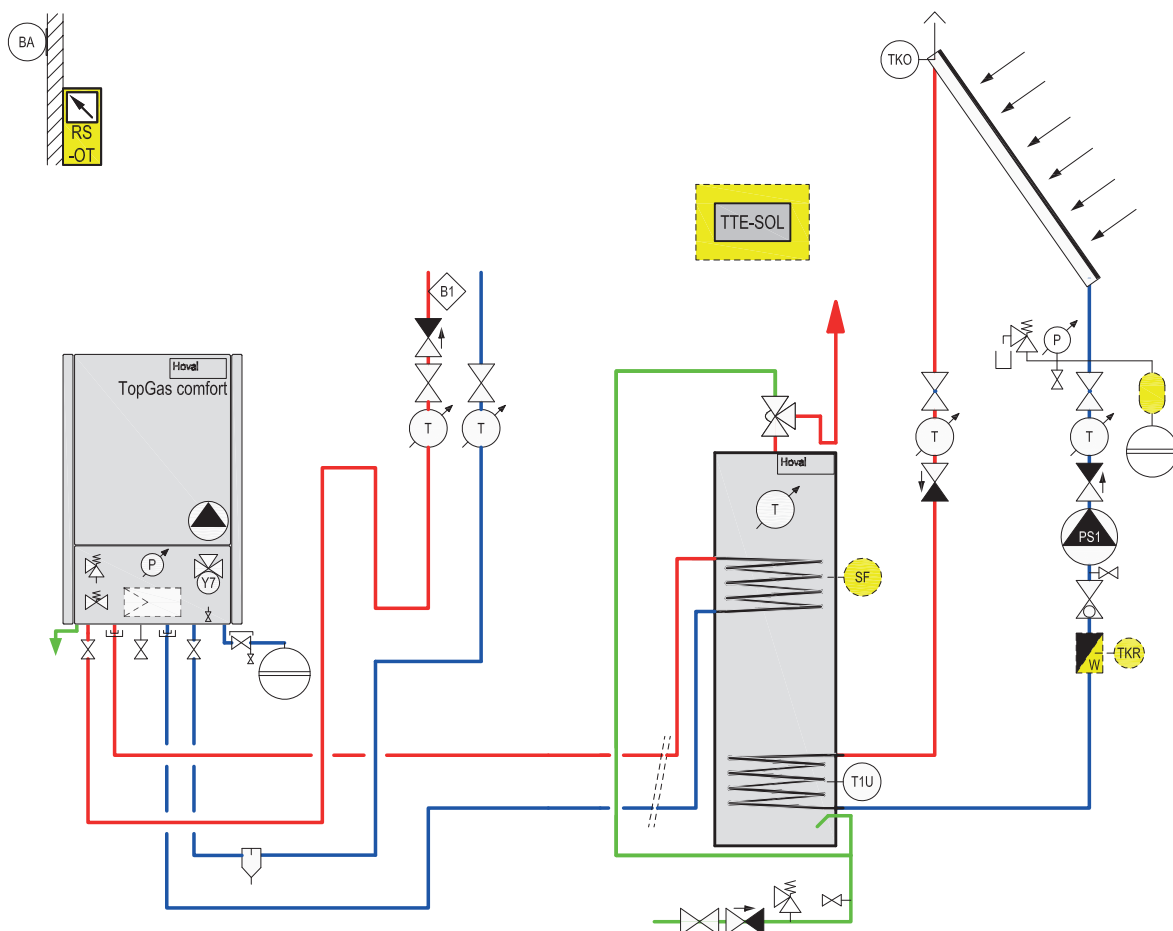 BA
TKO
RS
-OT
TTE-SOL
B1
P
Hoval
TopGas comfort
T
T
T
T
Hoval
T
PS1
P
Y7
SF
W
TKR
T1U